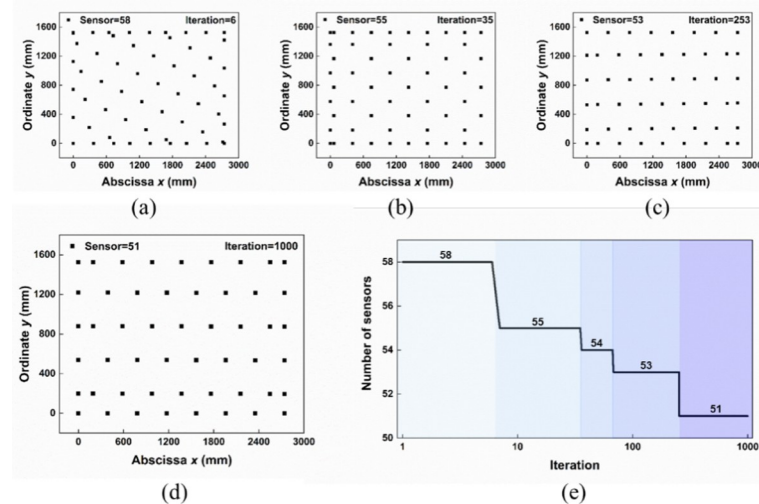 Sensor=58 Iteration=6
1600
1200
800
400
0
Ordinate y (mm)
0 600 1200 1800 2400 3000
Abscissa x (mm)
(a)
Sensor=55 Iteration=35
1600
1200
800
400
0
Ordinate y (mm)
0 600 1200 1800 2400 3000
Abscissa x (mm)
(b)
Sensor=53 Iteration=253
1600
1200
800
400
0
Ordinate y (mm)
0 600 1200 1800 2400 3000
Abscissa x (mm)
(c)
Sensor=51 Iteration=1000
1600
1200
800
400
0
Ordinate y (mm)
0 600 1200 1800 2400 3000
Abscissa x (mm)
(d)
58
56
54
52
50
Number of sensors
58
55
54
53
51
1 10 100 1000
Iteration
(e)